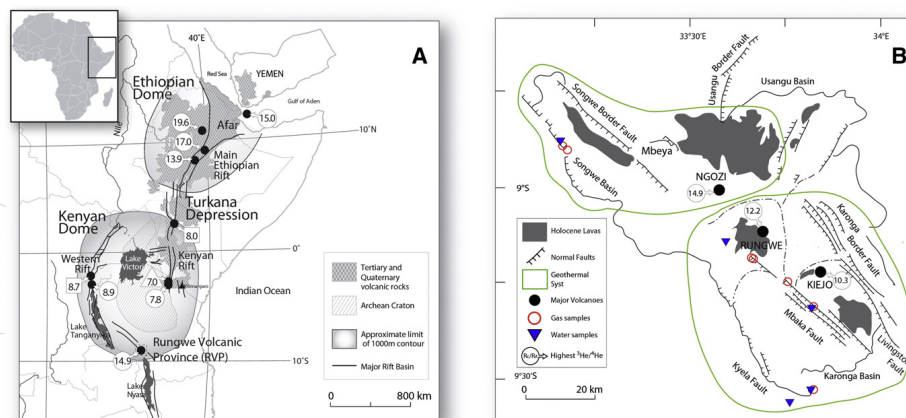 A
40°E
Red Sea
YEMEN
Ethiopian
Dome
Gulf of Aden
Nile
19.6
Afar
15.0
10°N
17.0
13.9
Main
Ethiopian
Rift
Turkana
Depression
Kenyan
Dome
8.0
0°
Western
Rift
Lake
Victor
Kenyan
Rift
7.0
8.7
8.9
7.8
Kilimanjaro
Indian Ocean
Lake
Tanganyika
Rungwe Volcanic
Province (RVP)
14.9
10°S
Lake
Nyasa
Tertiary and
Quaternary
volcanic rocks
Archean Craton
Approximate limit
of 1000m contour
Major Rift Basin
0
800 km
B
33°30'E
34°E
Usangu Border Fault
Usangu Basin
Songwe Border Fault
Mbeya
Songwe Basin
NGOZI
14.9
9°S
12.2
RUNGWE
Karonga
Border Fault
KIEJO
10.3
Mbaka Fault
Livingston
Fault
Kyela Fault
Karonga Basin
9°30'S
Holocene Lavas
Normal Faults
Geothermal
Syst
Major Volcanoes
Gas samples
Water samples
Rc/Ra
Highest ³He/⁴He
0
20 km